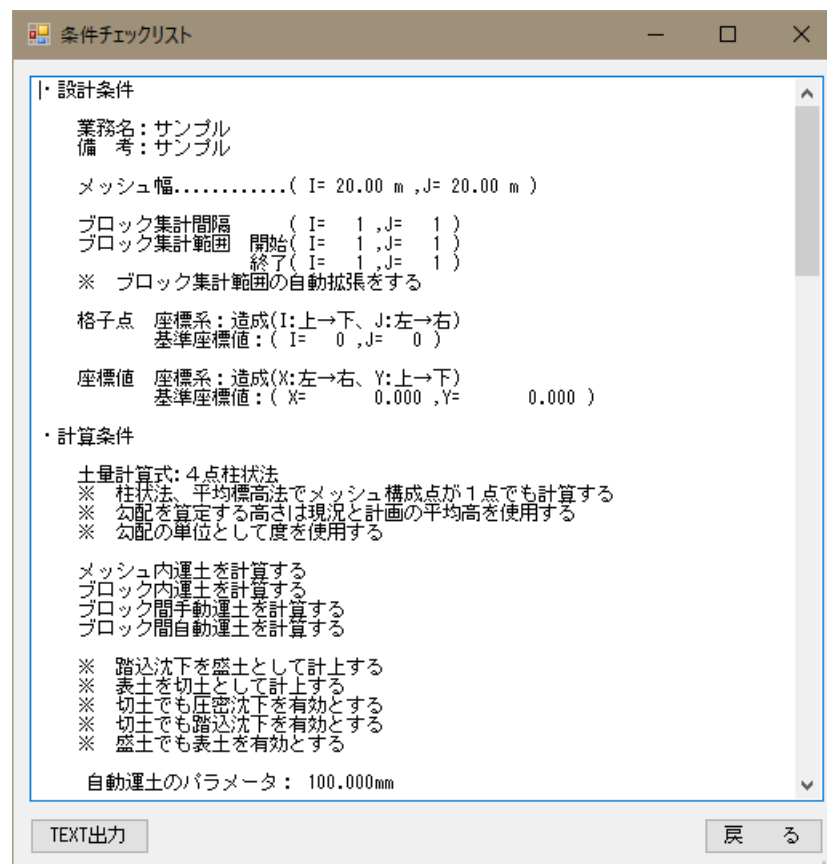 条件チェックリスト
・設計条件
業務名：サンプル
備　考：サンプル
メッシュ幅............( I= 20.00 m ,J= 20.00 m )
ブロック集計間隔      ( I=   1 ,J=   1 )
ブロック集計範囲  開始( I=   1 ,J=   1 )
終了( I=   1 ,J=   1 )
※　ブロック集計範囲の自動拡張をする
格子点　座標系：造成(I:上→下、J:左→右)
基準座標値：( I=   0 ,J=   0 )
座標値　座標系：造成(X:左→右、Y:上→下)
基準座標値：( X=       0.000 ,Y=       0.000 )
・計算条件
土量計算式:４点柱状法
※　柱状法、平均標高法でメッシュ構成点が１点でも計算する
※　勾配を算定する高さは現況と計画の平均高を使用する
※　勾配の単位として度を使用する
メッシュ内運土を計算する
ブロック内運土を計算する
ブロック間手動運土を計算する
ブロック間自動運土を計算する
※　踏込沈下を盛土として計上する
※　表土を切土として計上する
※　切土でも圧密沈下を有効とする
※　切土でも踏込沈下を有効とする
※　盛土でも表土を有効とする
自動運土のパラメータ： 100.000mm
TEXT出力
戻　る